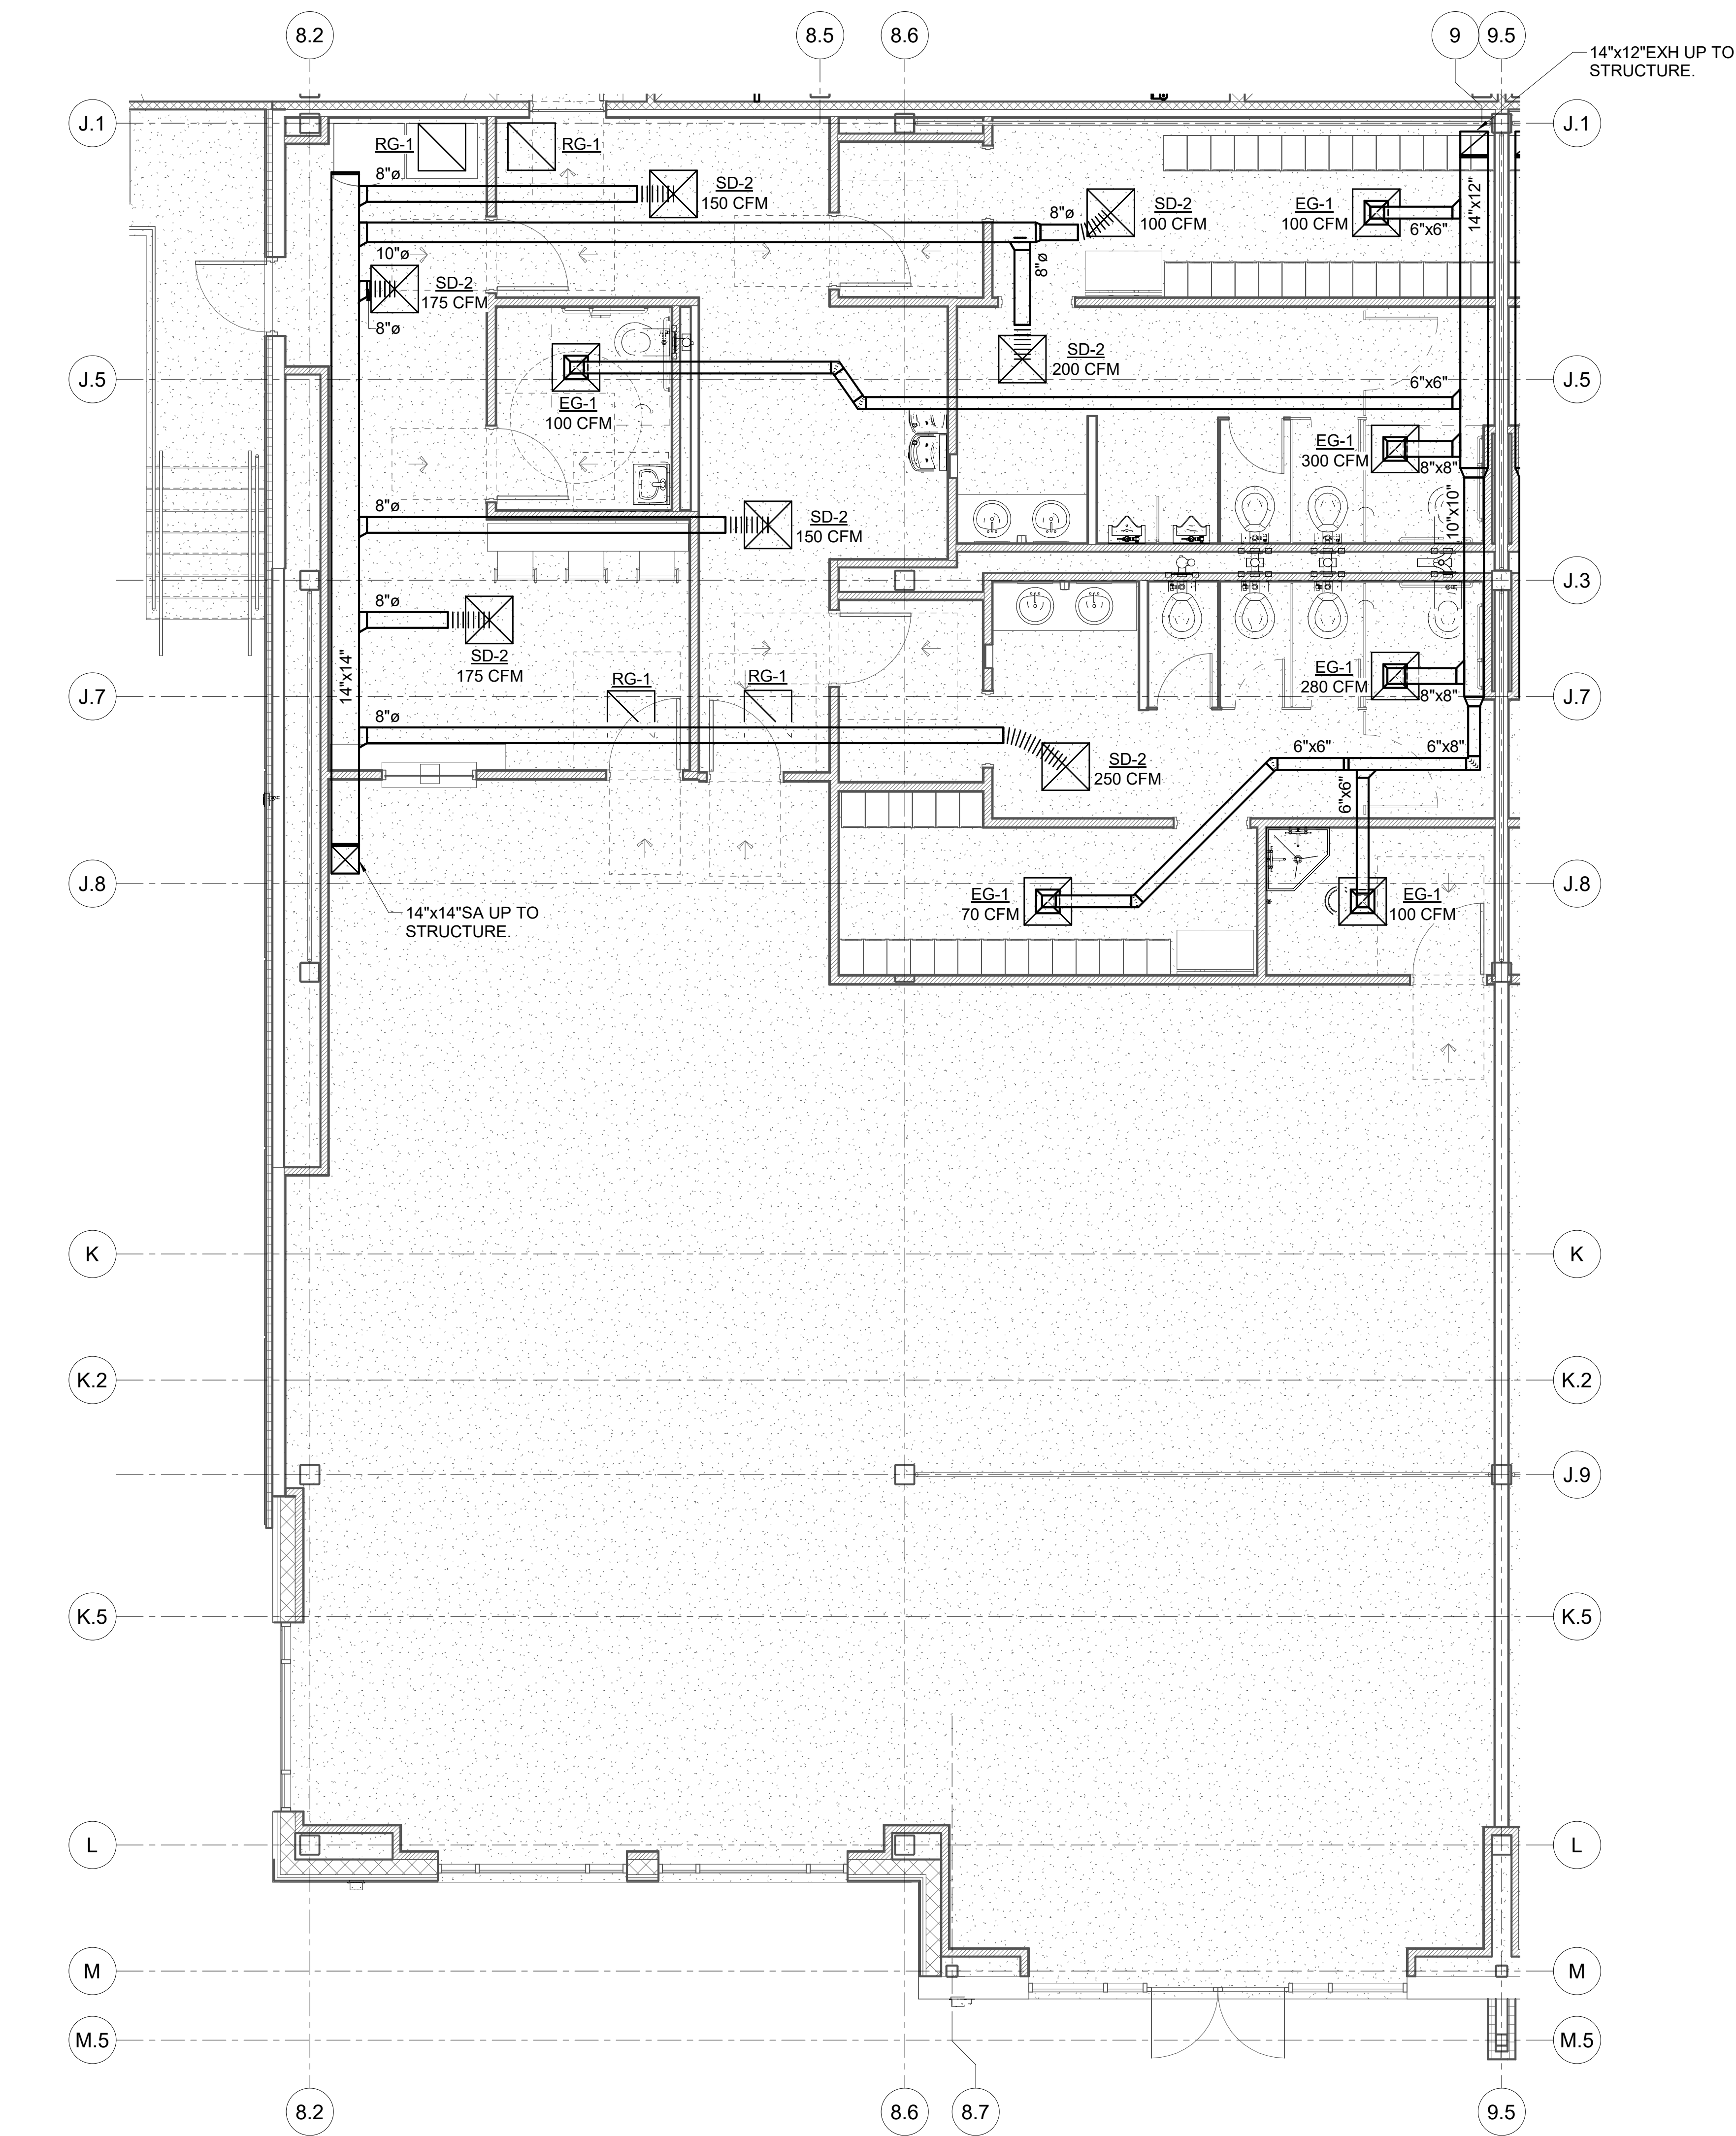 8.2
8.5
8.6
9
9.5
14"x12"EXH UP TO
STRUCTURE.
J.1
J.1
RG-1
RG-1
8"ø
SD-2
150 CFM
8"ø
SD-2
100 CFM
EG-1
100 CFM
6"x6"
14"x12"
10"ø
SD-2
175 CFM
8"ø
8"ø
SD-2
200 CFM
J.5
J.5
6"x6"
EG-1
100 CFM
EG-1
300 CFM
8"x8"
10"x10"
8"ø
SD-2
150 CFM
J.3
8"ø
SD-2
175 CFM
14"x14"
RG-1
RG-1
EG-1
280 CFM
8"x8"
J.7
J.7
8"ø
SD-2
250 CFM
6"x6"
6"x8"
6"x6"
J.8
J.8
EG-1
70 CFM
EG-1
100 CFM
14"x14"SA UP TO
STRUCTURE.
K
K
K.2
K.2
J.9
K.5
K.5
L
L
M
M
M.5
M.5
8.2
8.6
8.7
9.5